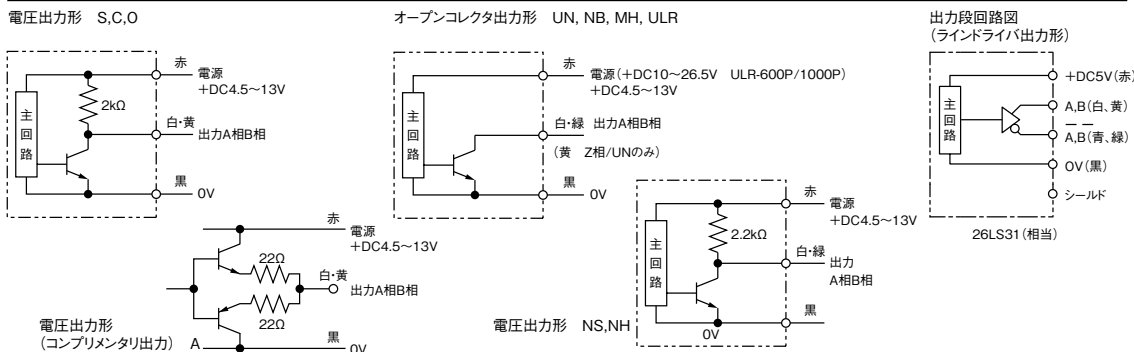 電圧出力形 S,C,O
赤
電源
+DC4.5〜13V
2kΩ
主回路
白・黄
出力A相B相
黒
0V
オープンコレクタ出力形 UN, NB, MH, ULR
赤
電源(+DC10〜26.5V ULR-600P/1000P)
+DC4.5〜13V
主回路
白・緑 出力A相B相
(黄 Z相/UNのみ)
黒
0V
出力段回路図
(ラインドライバ出力形)
主回路
+DC5V(赤)
A,B(白、黄)
A̅,B̅(青、緑)
0V(黒)
シールド
26LS31(相当)
赤
電源
+DC4.5〜13V
22Ω
白・黄
出力A相B相
22Ω
電圧出力形
(コンプリメンタリ出力)
A
黒
0V
電圧出力形 NS,NH
赤
電源
+DC4.5〜13V
2.2kΩ
主回路
白・緑
出力
A相B相
黒
0V